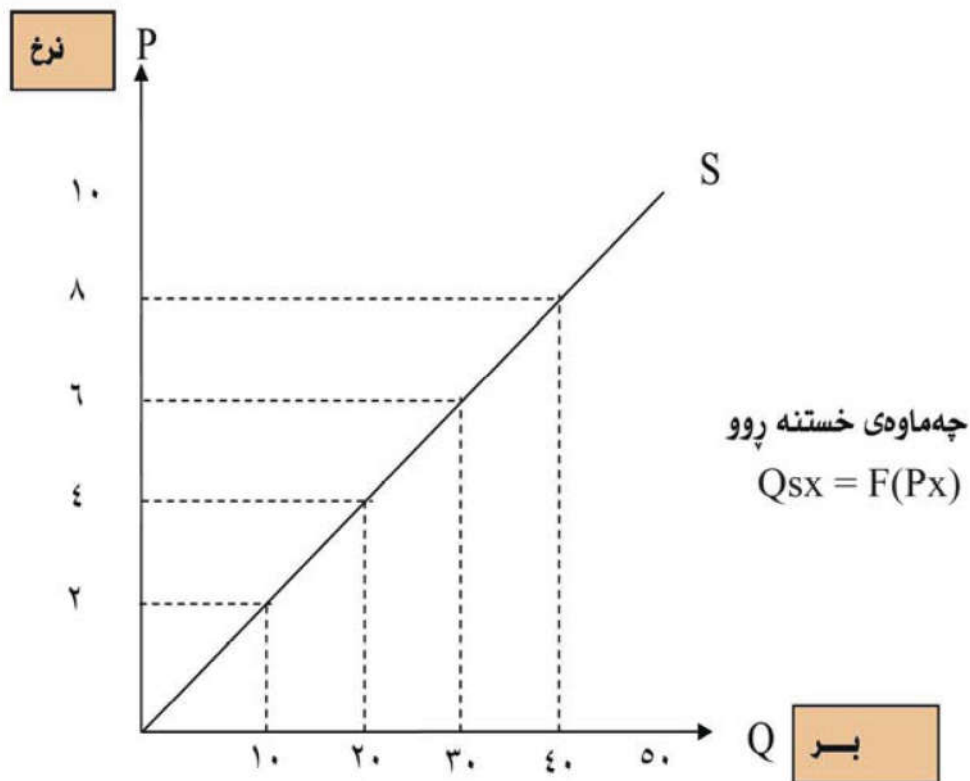 نرخ
P
١٠
٨
٦
٤
٢
S
چەماوەی خستنە ڕوو
Qsx = F(Px)
١٠ ٢٠ ٣٠ ٤٠ ٥٠
Q
بــر